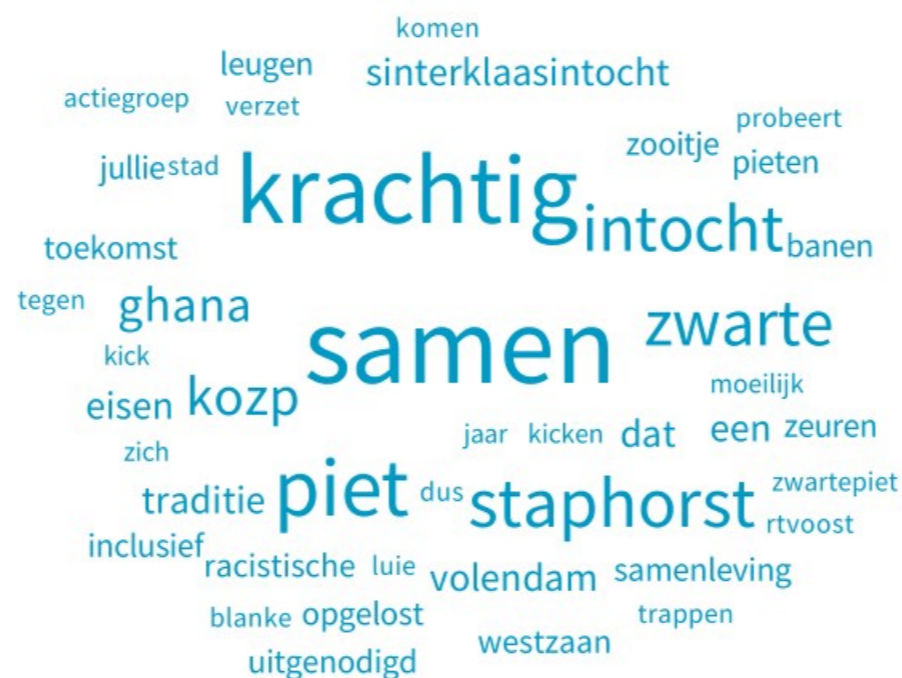 komen
leugen sinterklaasintocht
actiegroep verzet
probeert
zooitje
jullie stad krachtig pieten
intocht banen
toekomst
tegen ghana samen zwarte
kick
moeilijk
eisen kozp
jaar kicken dat een zeuren
zich
traditie piet dus staphorst zwartepiet
rtvoost
inclusief
racistische luie volendam samenleving
blanke opgelost trappen
westzaan
uitgenodigd